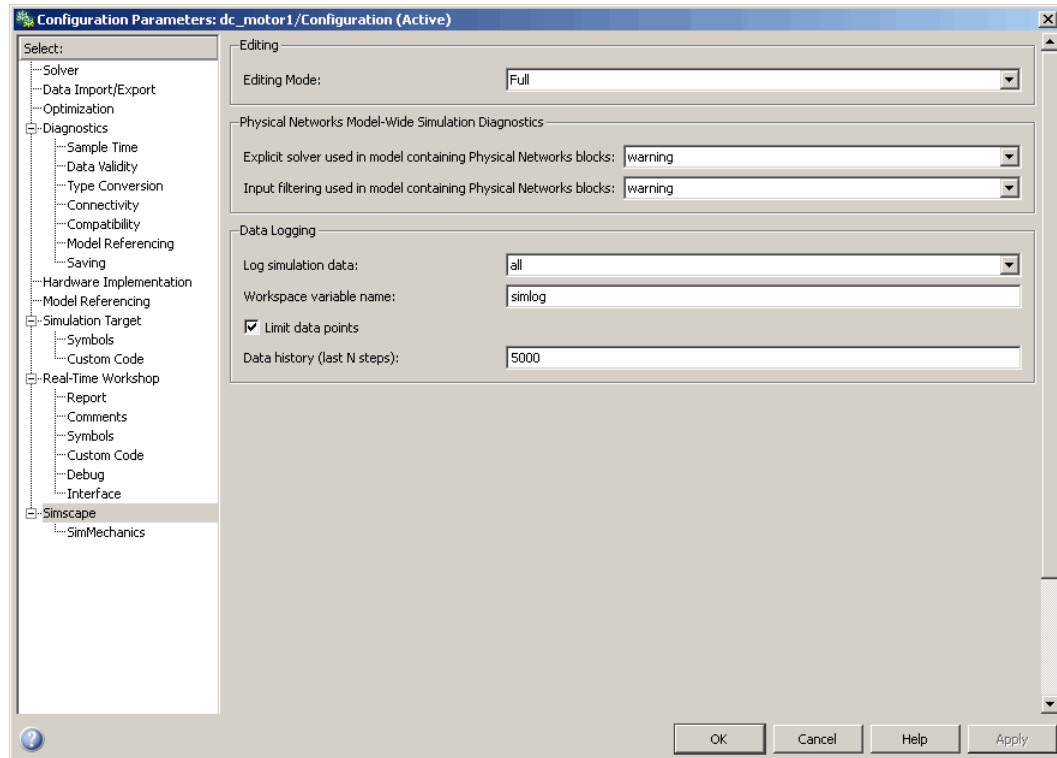 Configuration Parameters: dc_motor1/Configuration (Active)
Select:
Solver
Data Import/Export
Optimization
Diagnostics
Sample Time
Data Validity
Type Conversion
Connectivity
Compatibility
Model Referencing
Saving
Hardware Implementation
Model Referencing
Simulation Target
Symbols
Custom Code
Real-Time Workshop
Report
Comments
Symbols
Custom Code
Debug
Interface
Simscape
SimMechanics
Editing
Editing Mode: Full
Physical Networks Model-Wide Simulation Diagnostics
Explicit solver used in model containing Physical Networks blocks: warning
Input filtering used in model containing Physical Networks blocks: warning
Data Logging
Log simulation data: all
Workspace variable name: simlog
Limit data points
Data history (last N steps): 5000
? OK Cancel Help Apply